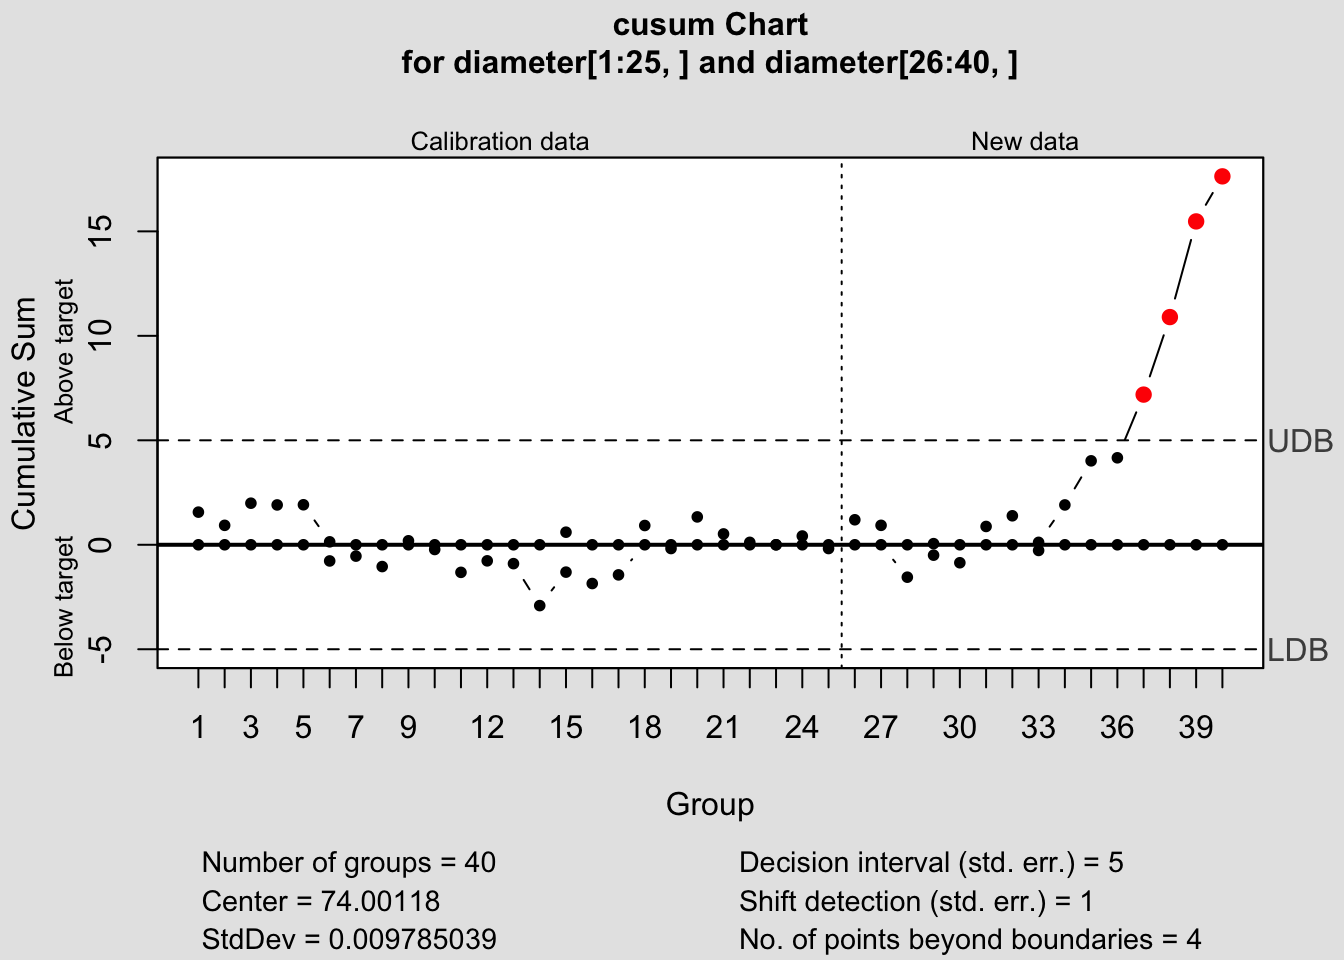 cusum Chart
for diameter[1:25, ] and diameter[26:40, ]
Calibration data
New data
Cumulative Sum
Above target
Below target
15
10
5
0
-5
UDB
LDB
1 3 5 7 9 12 15 18 21 24 27 30 33 36 39
Group
Number of groups = 40
Center = 74.00118
StdDev = 0.009785039
Decision interval (std. err.) = 5
Shift detection (std. err.) = 1
No. of points beyond boundaries = 4